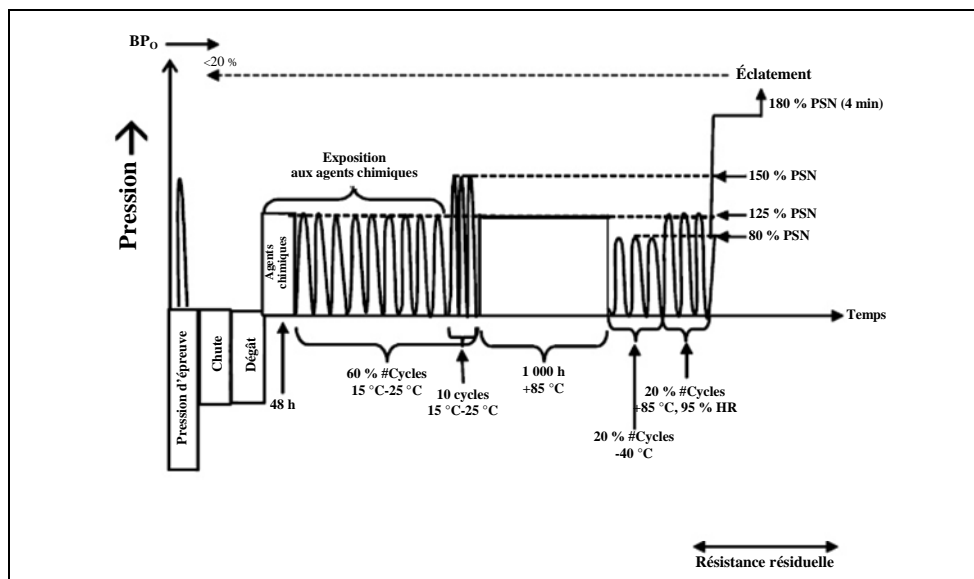 BPO
<20 %
Éclatement
180 % PSN (4 min)
Pression
Exposition
aux agents chimiques
150 % PSN
125 % PSN
80 % PSN
Agents
chimiques
Temps
Pression d'épreuve
Chute
Dégât
48 h
60 % #Cycles
15 °C-25 °C
10 cycles
15 °C-25 °C
1 000 h
+85 °C
20 % #Cycles
+85 °C, 95 % HR
20 % #Cycles
-40 °C
Résistance résiduelle